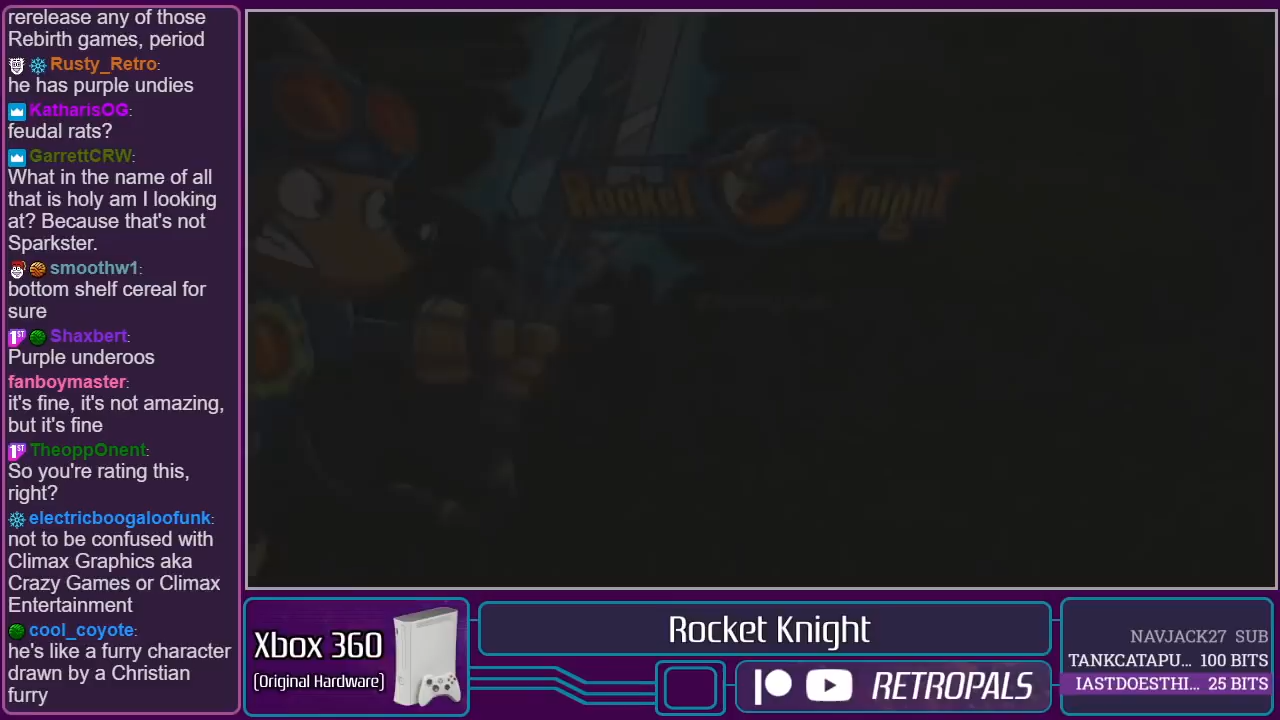 rerelease any of those
Rebirth games, period
Rusty_Retro:
he has purple undies
KatharisOG:
feudal rats?
GarrettCRW:
What in the name of all
that is holy am I looking
at? Because that's not
Sparkster.
smoothw1:
bottom shelf cereal for
sure
1ST Shaxbert:
Purple underoos
fanboymaster:
it's fine, it's not amazing,
but it's fine
1ST TheoppOnent:
So you're rating this,
right?
electricboogaloofunk:
not to be confused with
Climax Graphics aka
Crazy Games or Climax
Entertainment
cool_coyote:
he's like a furry character
drawn by a Christian
furry
Rocket Knight
Xbox 360
(Original Hardware)
Rocket Knight
RETROPALS
NAVJACK27 SUB
TANKCATAPU... 100 BITS
IASTDOESTHI... 25 BITS